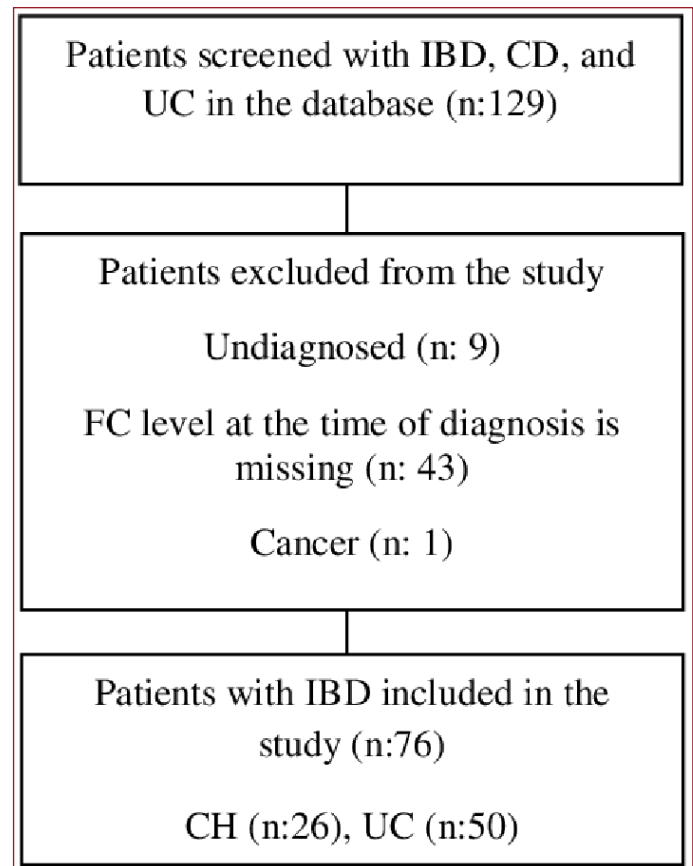 Patients screened with IBD, CD, and
UC in the database (n:129)
Patients excluded from the study
Undiagnosed (n: 9)
FC level at the time of diagnosis is
missing (n: 43)
Cancer (n: 1)
Patients with IBD included in the
study (n:76)
CH (n:26), UC (n:50)